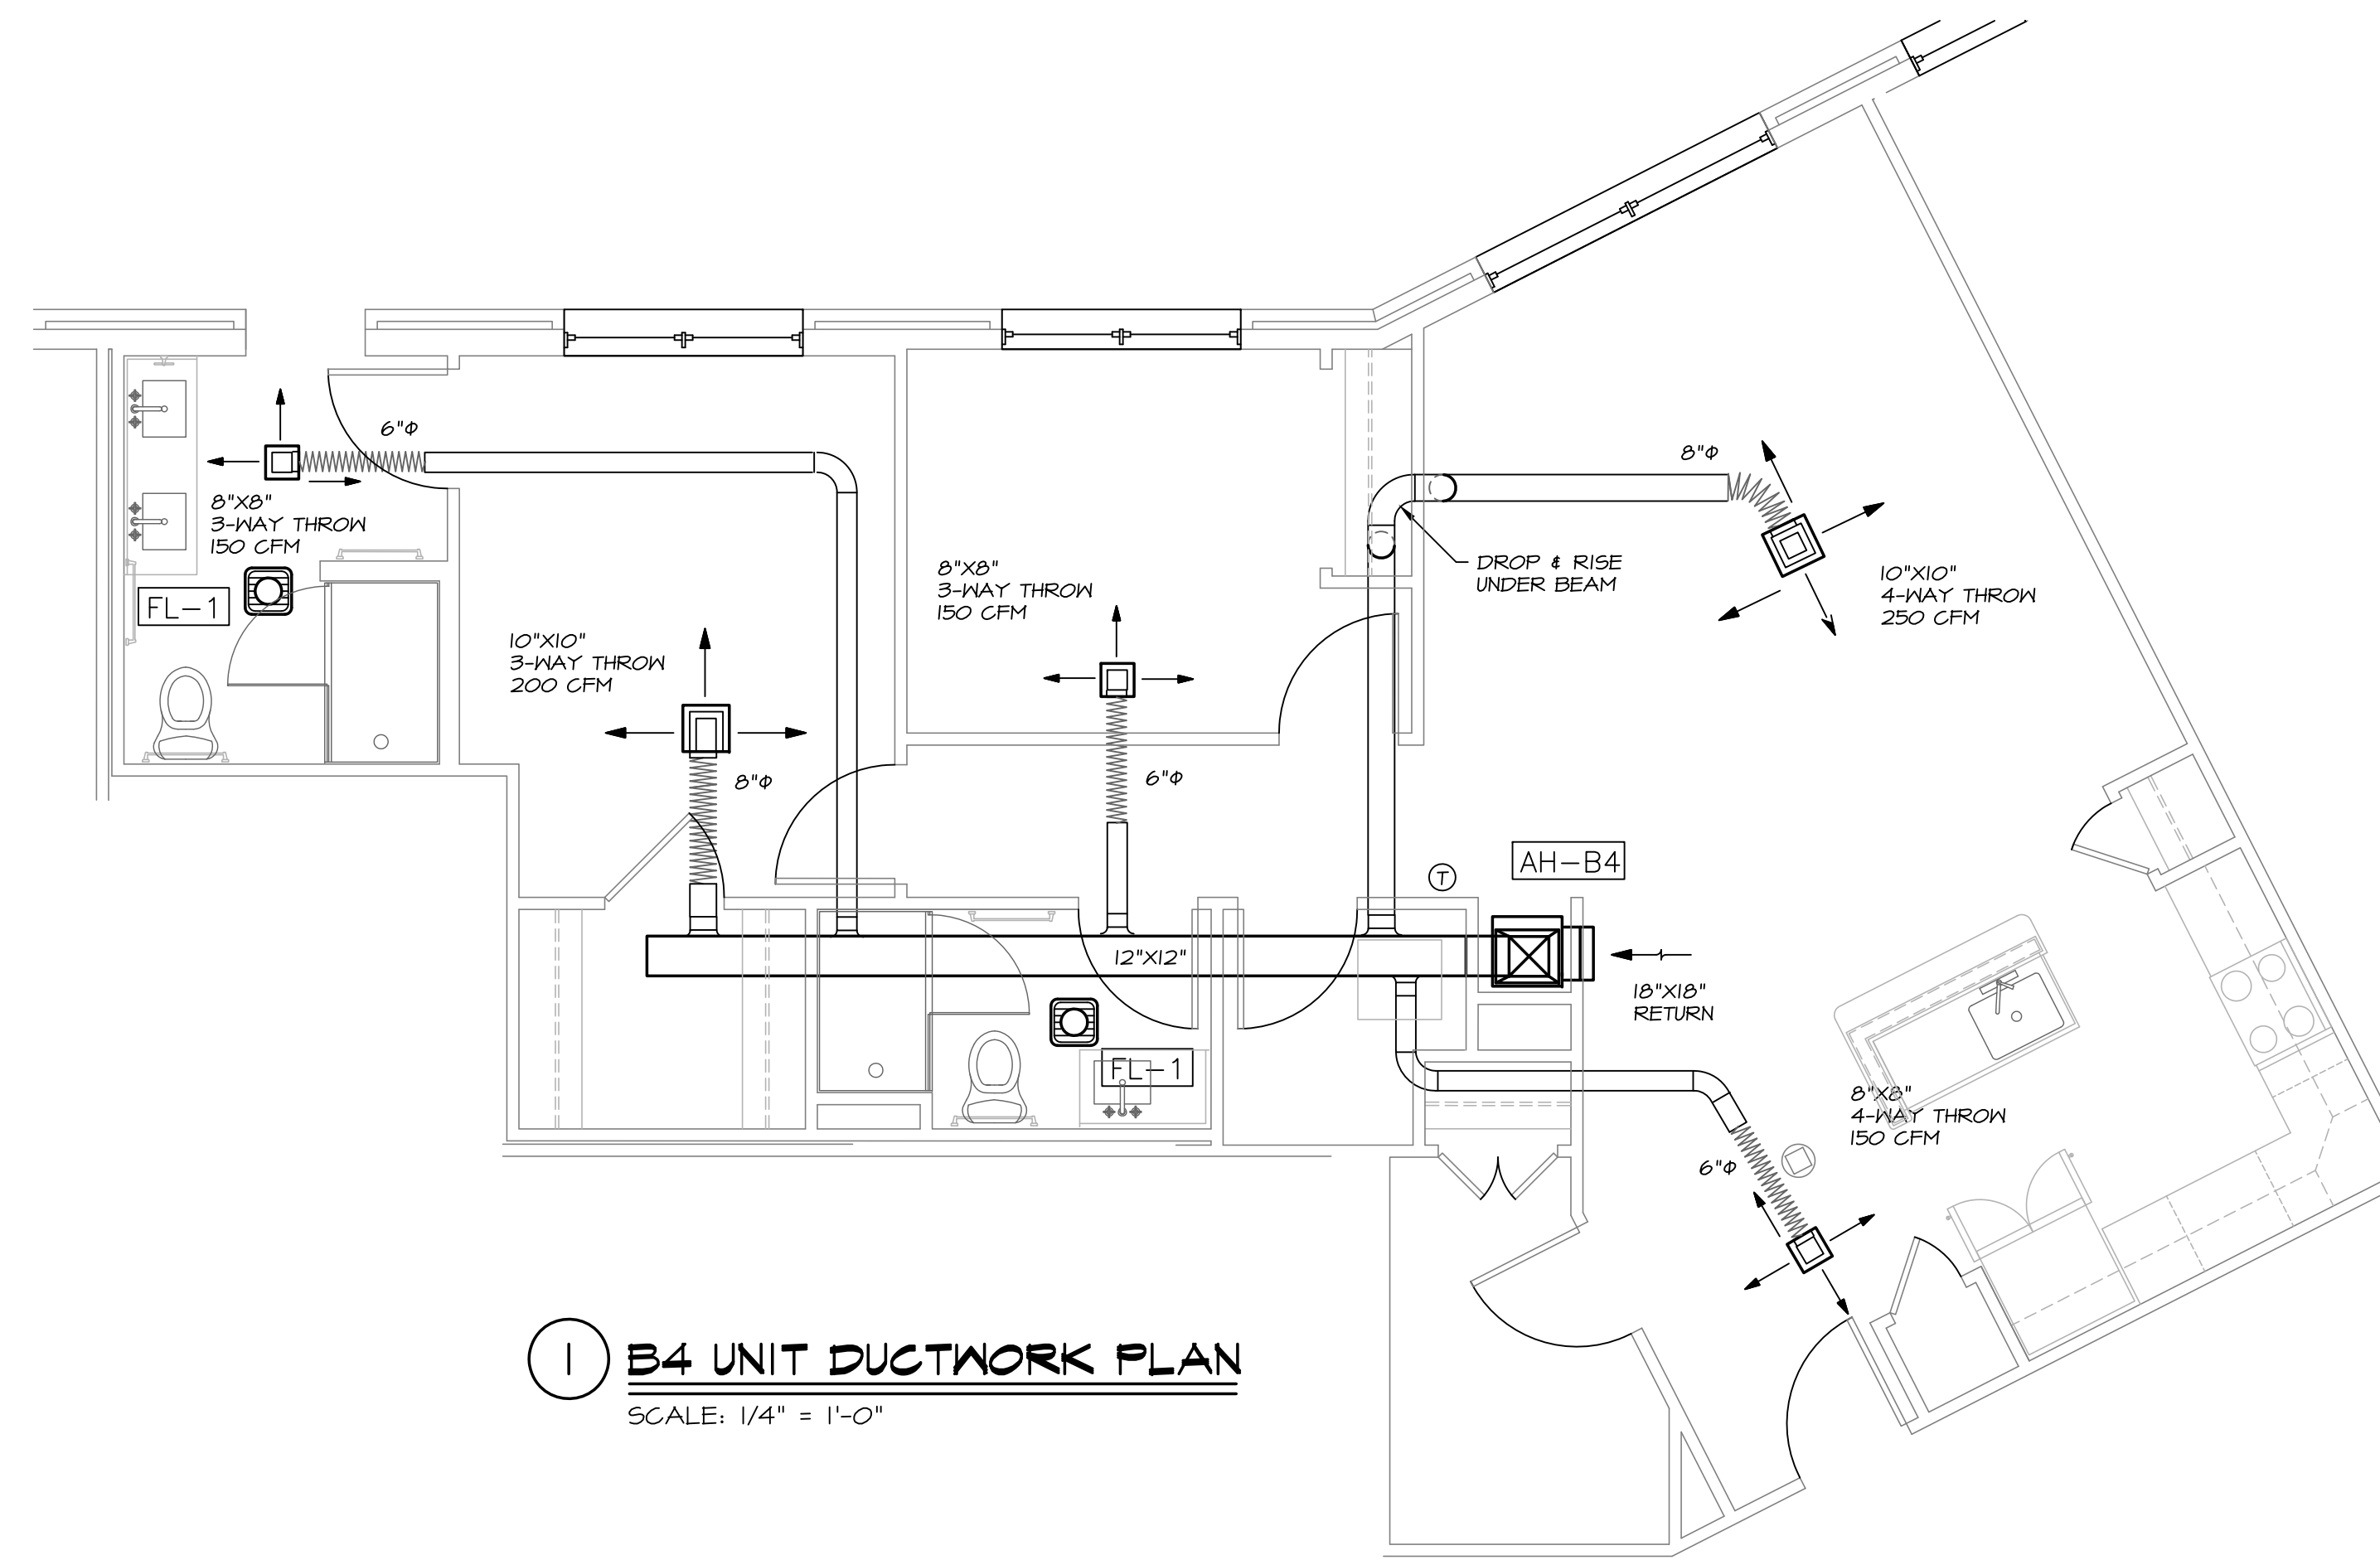 6"Φ
8"X8"
3-WAY THROW
150 CFM
FL-1
10"X10"
3-WAY THROW
200 CFM
8"Φ
8"X8"
3-WAY THROW
150 CFM
6"Φ
8"Φ
DROP & RISE
UNDER BEAM
10"X10"
4-WAY THROW
250 CFM
T
AH-B4
12"X12"
18"X18"
RETURN
FL-1
8"X8"
4-WAY THROW
150 CFM
6"Φ
1 B4 UNIT DUCTWORK PLAN
SCALE: 1/4" = 1'-0"